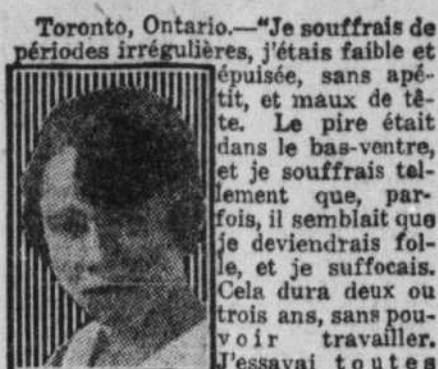 Toronto, Ontario.—"Je souffrais de
périodes irrégulières, j'étais faible et
épuisée, sans apé-
tit, et maux de tê-
te. Le pire était
dans le bas-ventre,
et je souffrais tel-
lement que, par-
fois, il semblait que
je deviendrais fol-
le, et je suffocais.
Cela dura deux ou
trois ans, sans pou-
voir travailler.
J'essayai toutes